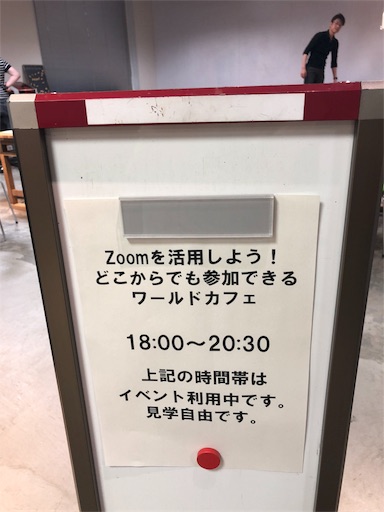 Zoomを活用しよう！
どこからでも参加できる
ワールドカフェ
18:00～20:30
上記の時間帯は
イベント利用中です。
見学自由です。